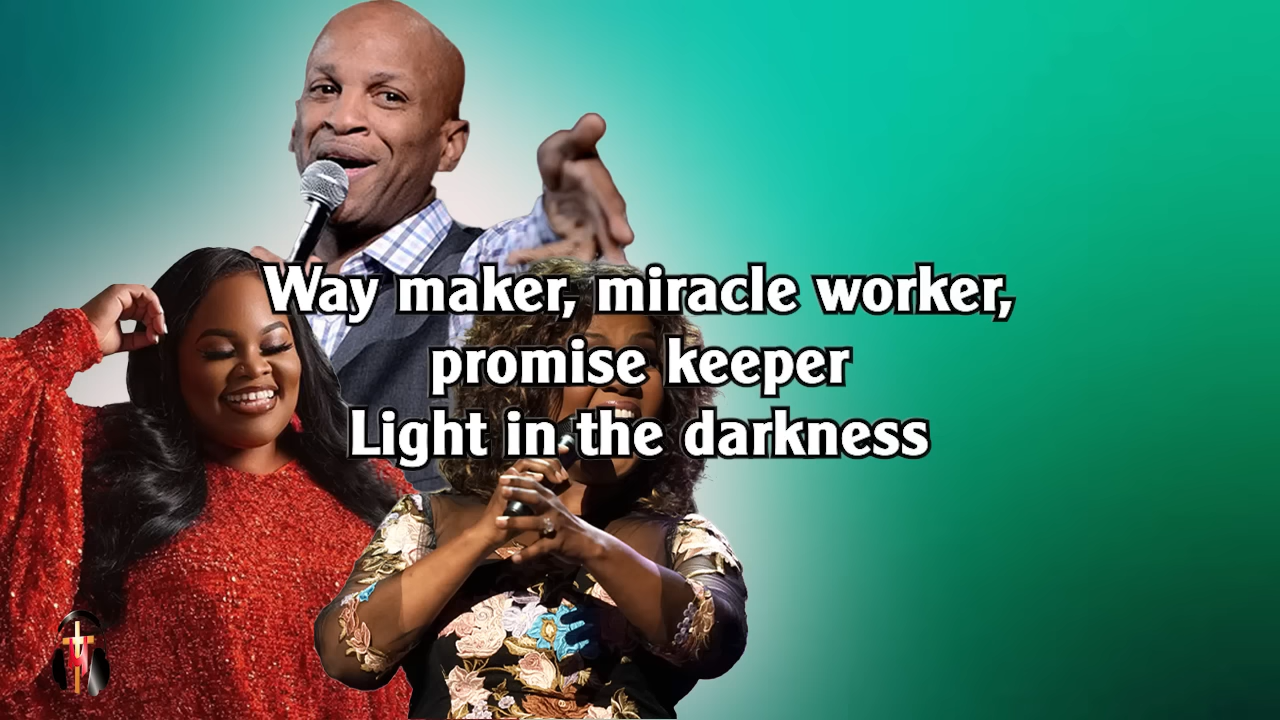 Way maker, miracle worker,
promise keeper
Light in the darkness